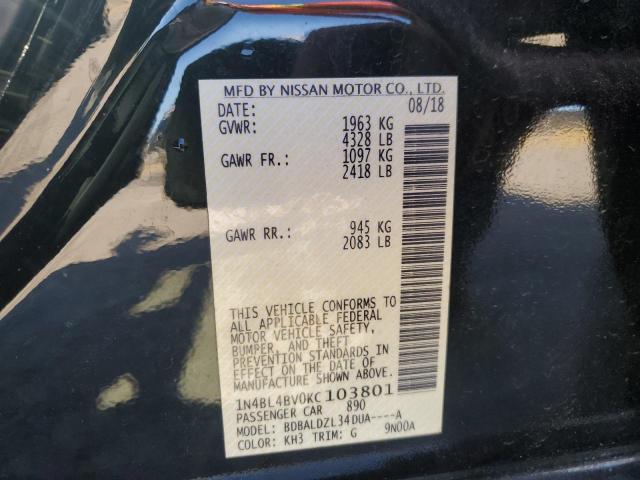 MFD BY NISSAN MOTOR CO., LTD.
DATE: 08/18
GVWR: 1963 KG
4328 LB
GAWR FR.: 1097 KG
2418 LB
GAWR RR.: 945 KG
2083 LB
THIS VEHICLE CONFORMS TO
ALL APPLICABLE FEDERAL
MOTOR VEHICLE SAFETY,
BUMPER, AND THEFT
PREVENTION STANDARDS IN
EFFECT ON THE DATE OF
MANUFACTURE SHOWN ABOVE.
1N4BL4BV0KC103801
PASSENGER CAR 890
MODEL: BDBALDZL34DUA----A
COLOR: KH3 TRIM: G 9N00A